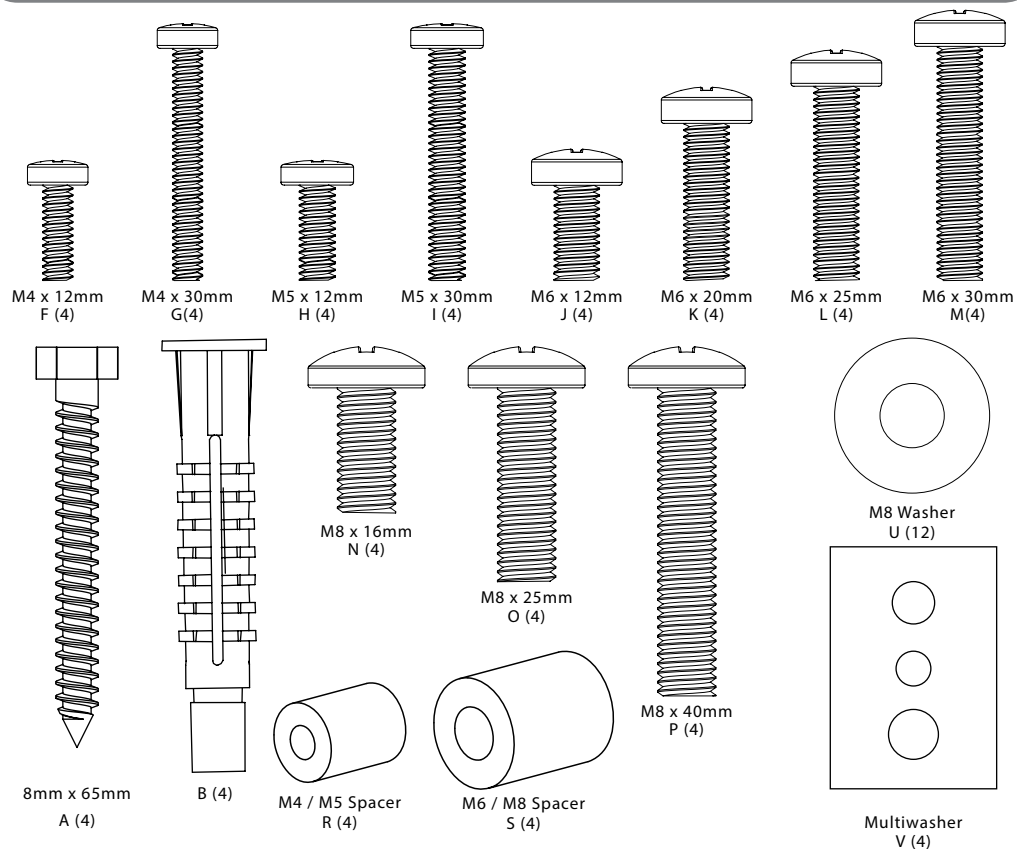 M4 x 12mm
F (4)
M4 x 30mm
G(4)
M5 x 12mm
H (4)
M5 x 30mm
I (4)
M6 x 12mm
J (4)
M6 x 20mm
K (4)
M6 x 25mm
L (4)
M6 x 30mm
M(4)
8mm x 65mm
A (4)
B (4)
M8 x 16mm
N (4)
M8 x 25mm
O (4)
M8 x 40mm
P (4)
M8 Washer
U (12)
M4 / M5 Spacer
R (4)
M6 / M8 Spacer
S (4)
Multiwasher
V (4)